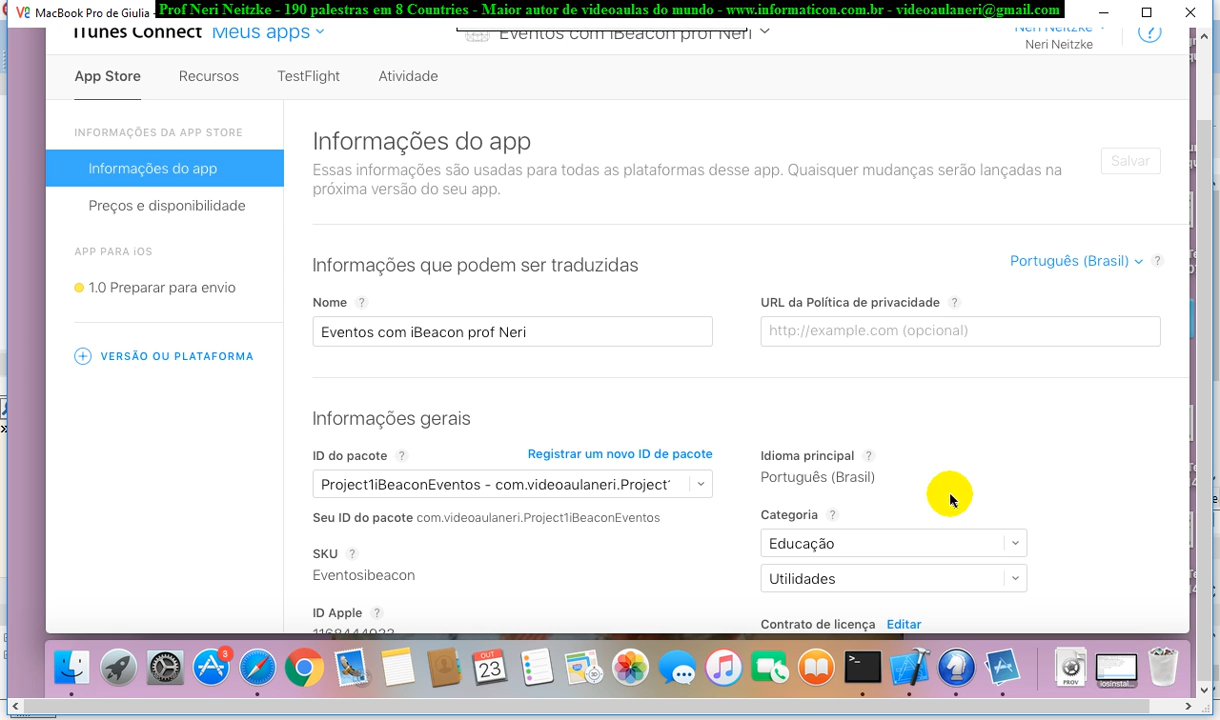 MacBook Pro de Giulia -
Prof Neri Neitzke - 190 palestras em 8 Countries - Maior autor de videoaulas do mundo - www.informaticon.com.br - videoaulaneri@gmail.com
iTunes Connect Meus apps
Eventos com iBeacon prof Neri
Neri Neitzke
Neri Neitzke
?
App Store Recursos TestFlight Atividade
INFORMAÇÕES DA APP STORE
Informações do app
Preços e disponibilidade
APP PARA iOS
1.0 Preparar para envio
VERSÃO OU PLATAFORMA
Informações do app
Salvar
Essas informações são usadas para todas as plataformas desse app. Quaisquer mudanças serão lançadas na
próxima versão do seu app.
Informações que podem ser traduzidas
Português (Brasil) ?
Nome ?
Eventos com iBeacon prof Neri
URL da Política de privacidade ?
http://example.com (opcional)
Informações gerais
ID do pacote ? Registrar um novo ID de pacote
Project1iBeaconEventos - com.videoaulaneri.Project
Seu ID do pacote com.videoaulaneri.Project1iBeaconEventos
SKU ?
Eventosibeacon
ID Apple ?
Idioma principal ?
Português (Brasil)
Categoria ?
Educação
Utilidades
Contrato de licença Editar
3
OCT
23
PROV
iosinstal